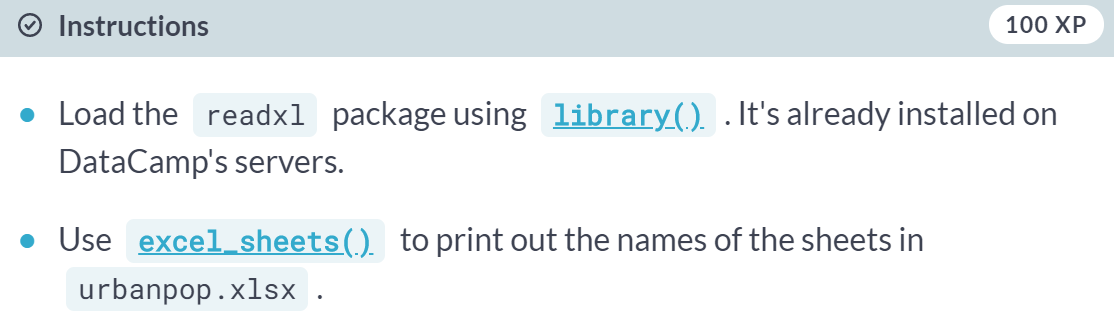 Instructions 100 XP
Load the readxl package using library() . It's already installed on
DataCamp's servers.
Use excel_sheets() to print out the names of the sheets in
urbanpop.xlsx .